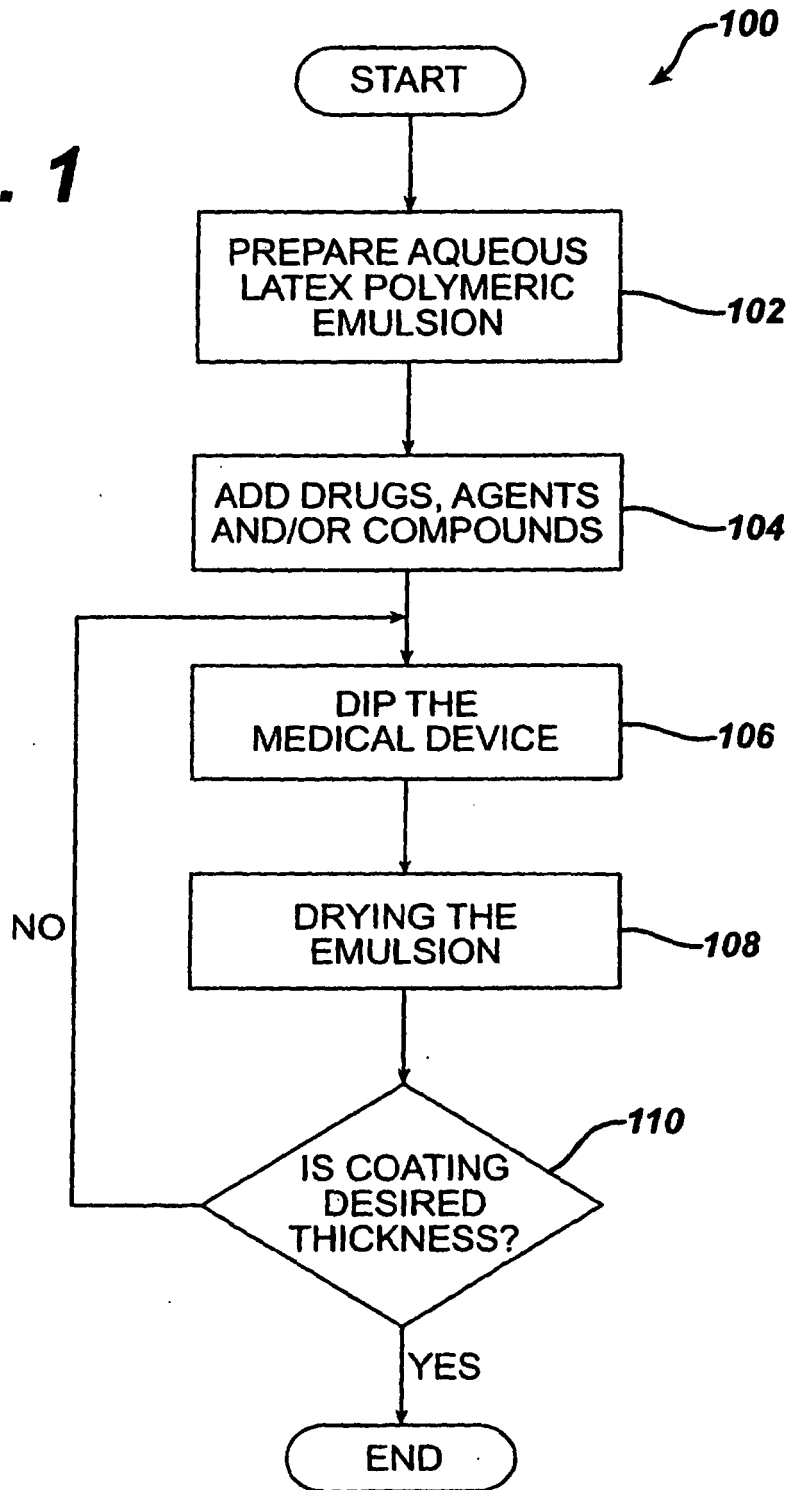 100
START
. 1
PREPARE AQUEOUS
LATEX POLYMERIC
EMULSION
102
ADD DRUGS, AGENTS
AND/OR COMPOUNDS
104
DIP THE
MEDICAL DEVICE
106
DRYING THE
EMULSION
108
NO
110
IS COATING
DESIRED
THICKNESS?
YES
END